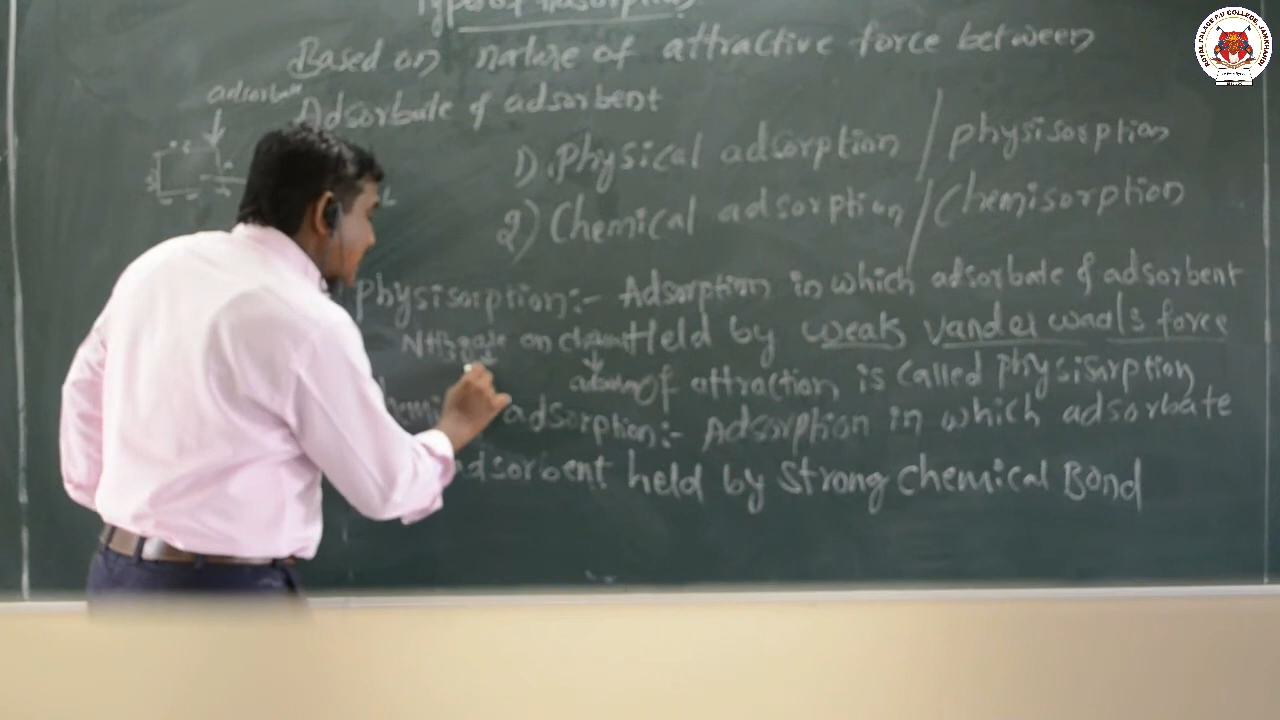 Types of Adsorption
Based on nature of attractive force between
adsorbate
Adsorbate & adsorbent
1). Physical adsorption / physisorption
2) Chemical adsorption / Chemisorption
physisorption:- Adsorption in which adsorbate & adsorbent
on Held by weak Vander waals force
of attraction is called physisorption
adsorption:- Adsorption in which adsorbate
adsorbent held by strong chemical Bond